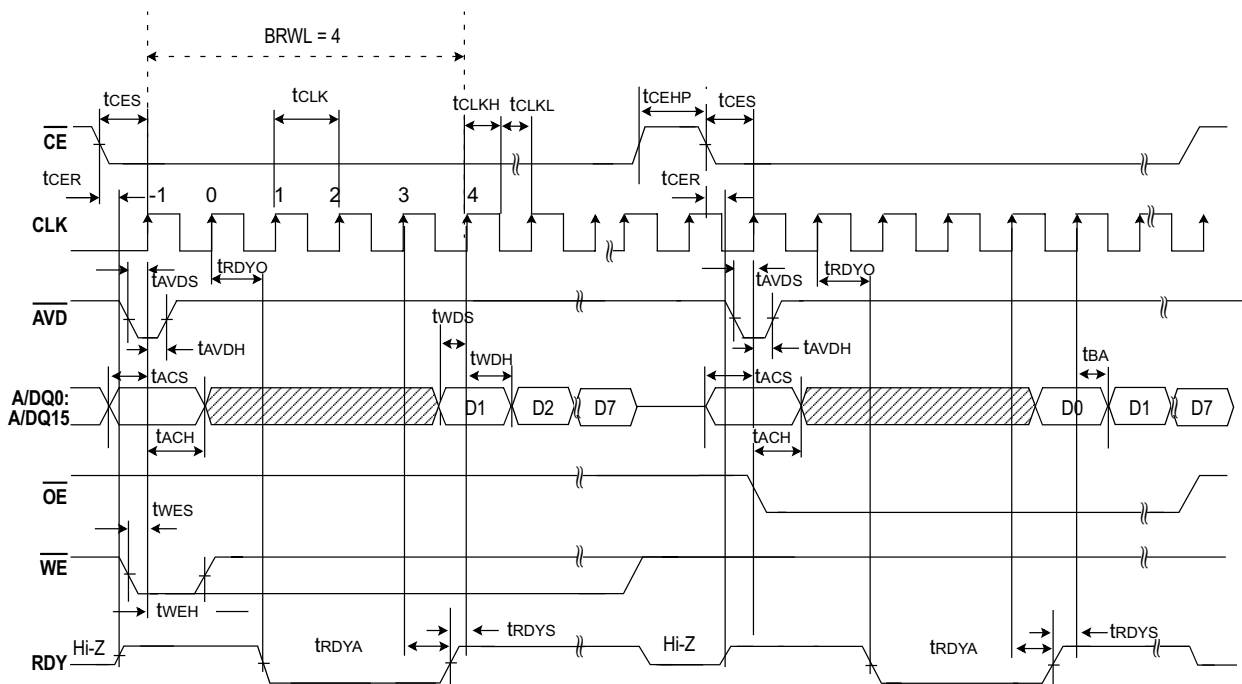 BRWL = 4
tCES tCLK tCLKH tCLKL tCEHP tCES
CE
tCER tCER
-1 0 1 2 3 4
CLK
tRDYO tRDYO
tAVDS tAVDS
AVD
tWDS
tAVDH tAVDH
tACS tWDH tACS tBA
A/DQ0:
A/DQ15
D1 D2 D7 D0 D1 D7
tACH tACH
OE
tWES
WE
tWEH
Hi-Z tRDYA tRDYS Hi-Z tRDYA tRDYS
RDY